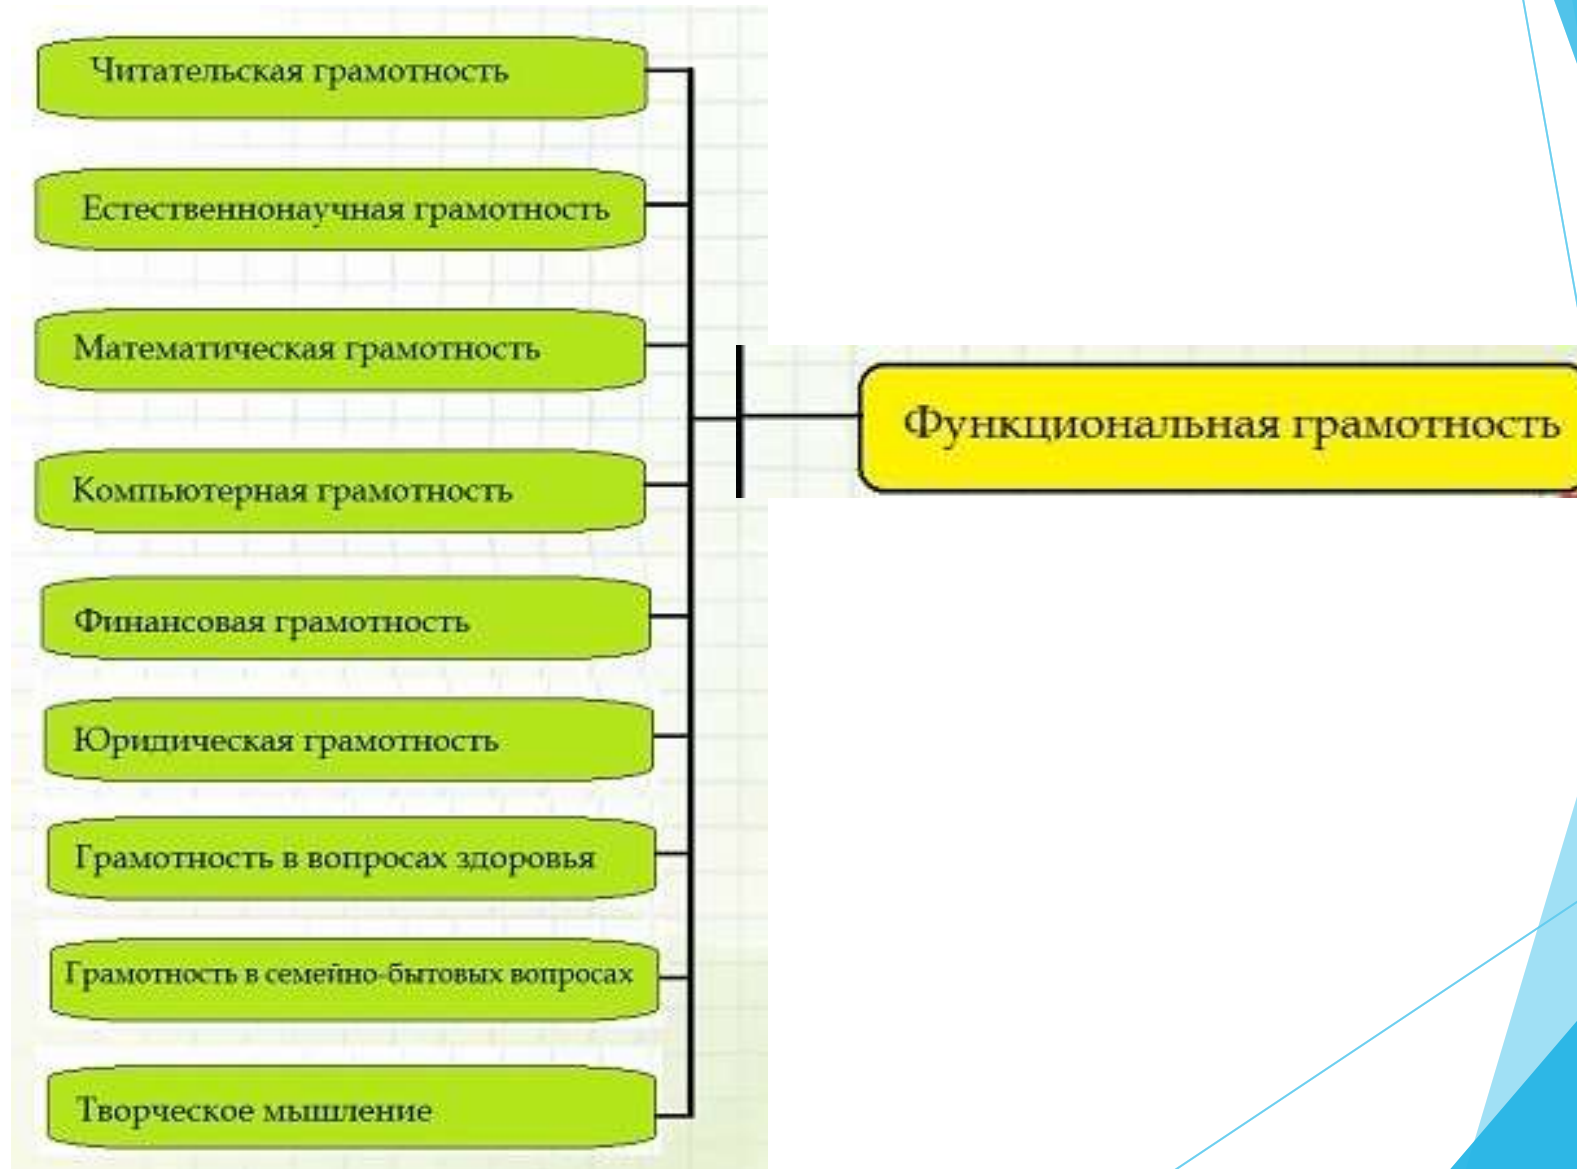 Читательская грамотность
Естественнонаучная грамотность
Математическая грамотность
Компьютерная грамотность
Финансовая грамотность
Юридическая грамотность
Грамотность в вопросах здоровья
Грамотность в семейно-бытовых вопросах
Творческое мышление
Функциональная грамотность